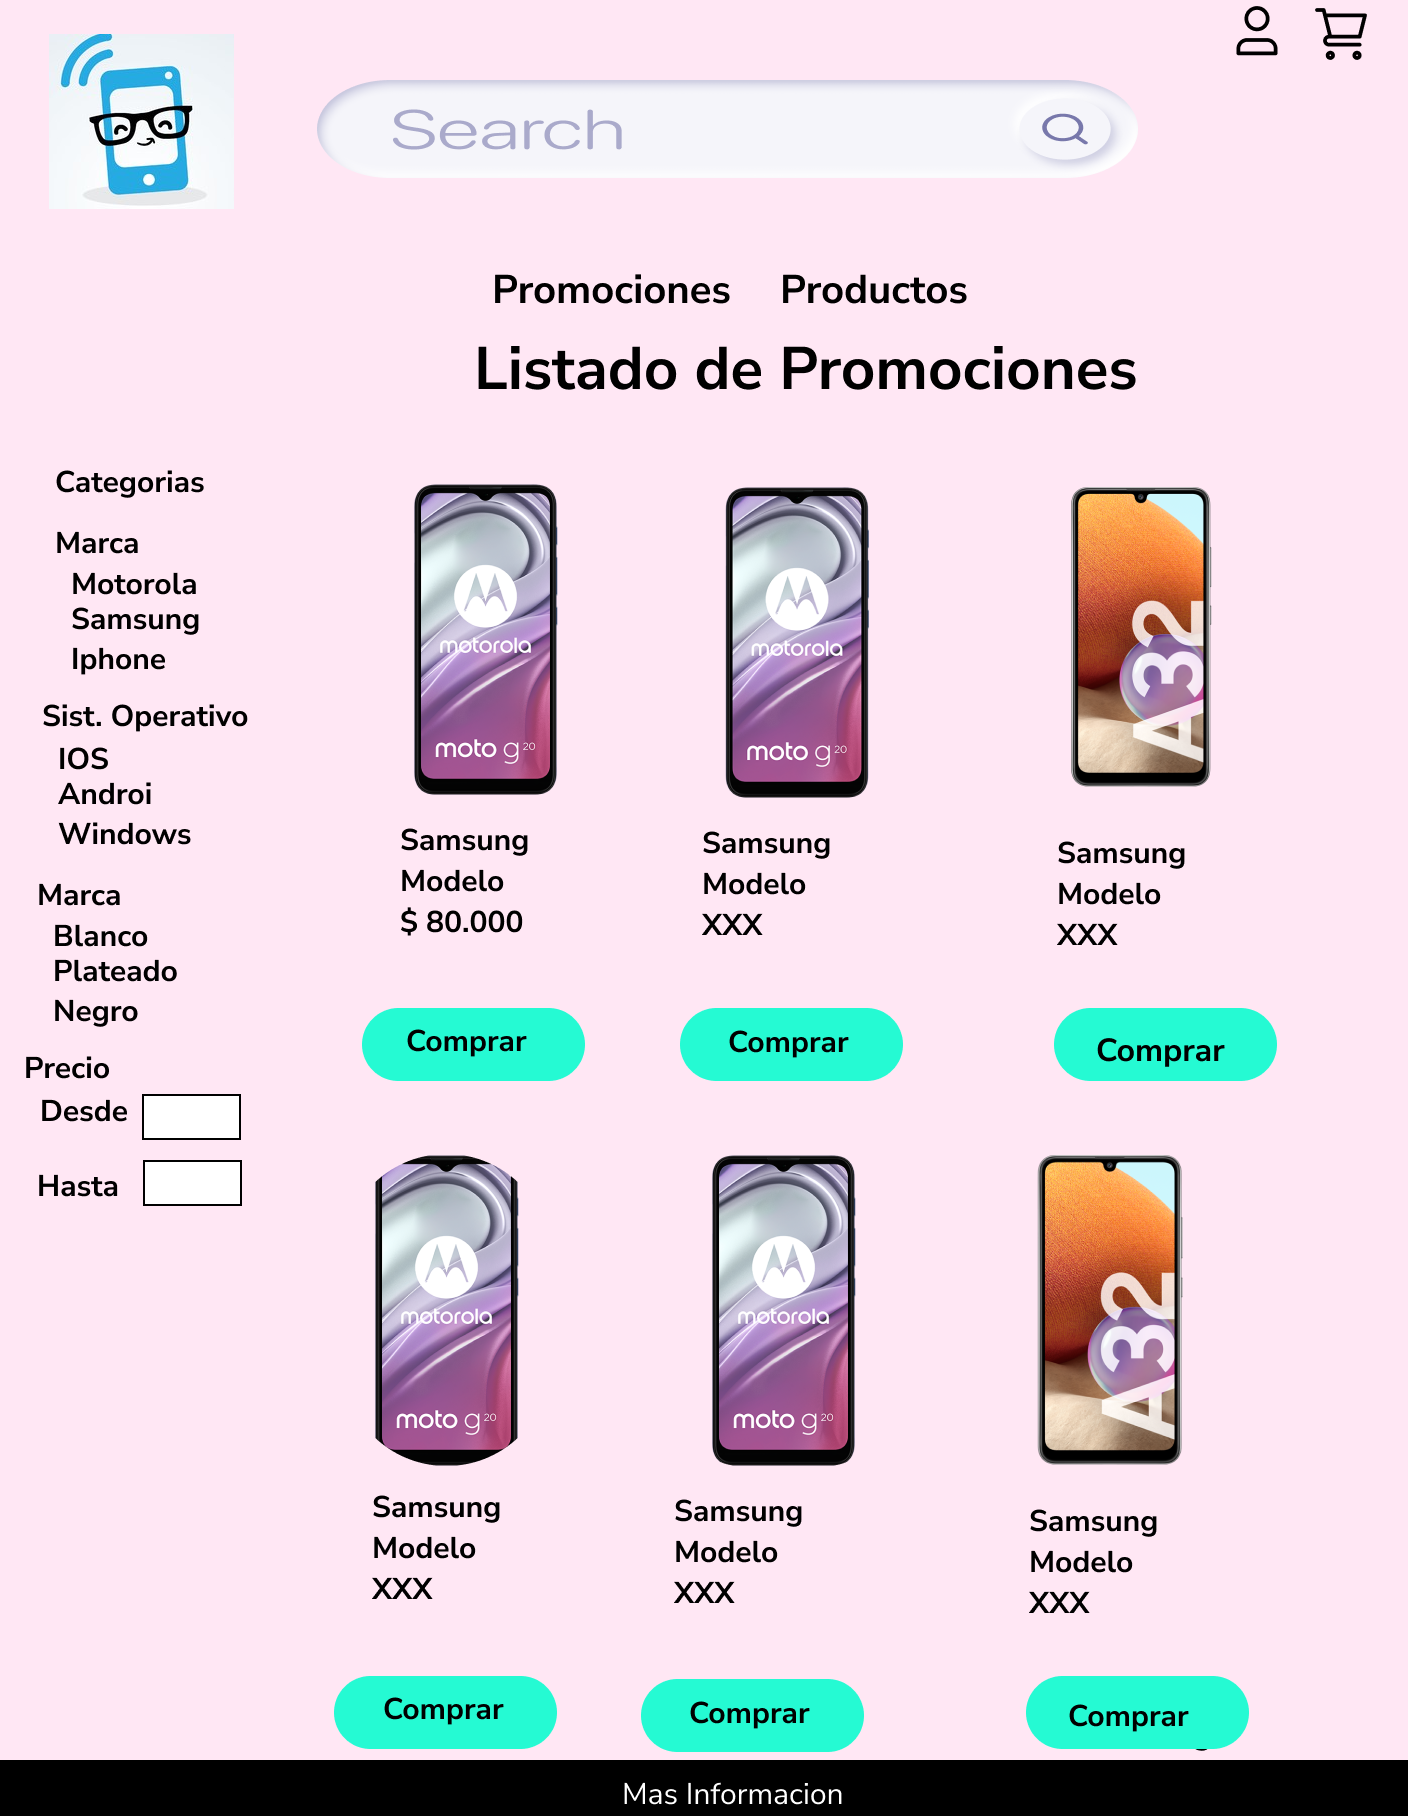 Search
Promociones Productos
Listado de Promociones
Categorias
Marca
Motorola
Samsung
Iphone
Sist. Operativo
IOS
Androi
Windows
Marca
Blanco
Plateado
Negro
Precio
Desde
Hasta
motorola
moto g20
Samsung
Modelo
$ 80.000
Comprar
motorola
moto g20
Samsung
Modelo
XXX
Comprar
A32
Samsung
Modelo
XXX
Comprar
motorola
moto g20
Samsung
Modelo
XXX
Comprar
motorola
moto g20
Samsung
Modelo
XXX
Comprar
A32
Samsung
Modelo
XXX
Comprar
Mas Informacion